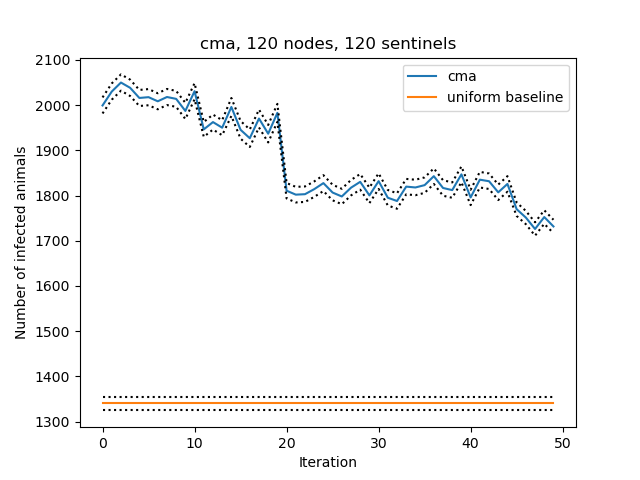 cma, 120 nodes, 120 sentinels
cma
uniform baseline
2100
2000
1900
1800
1700
1600
1500
1400
1300
Number of infected animals
0 10 20 30 40 50
Iteration